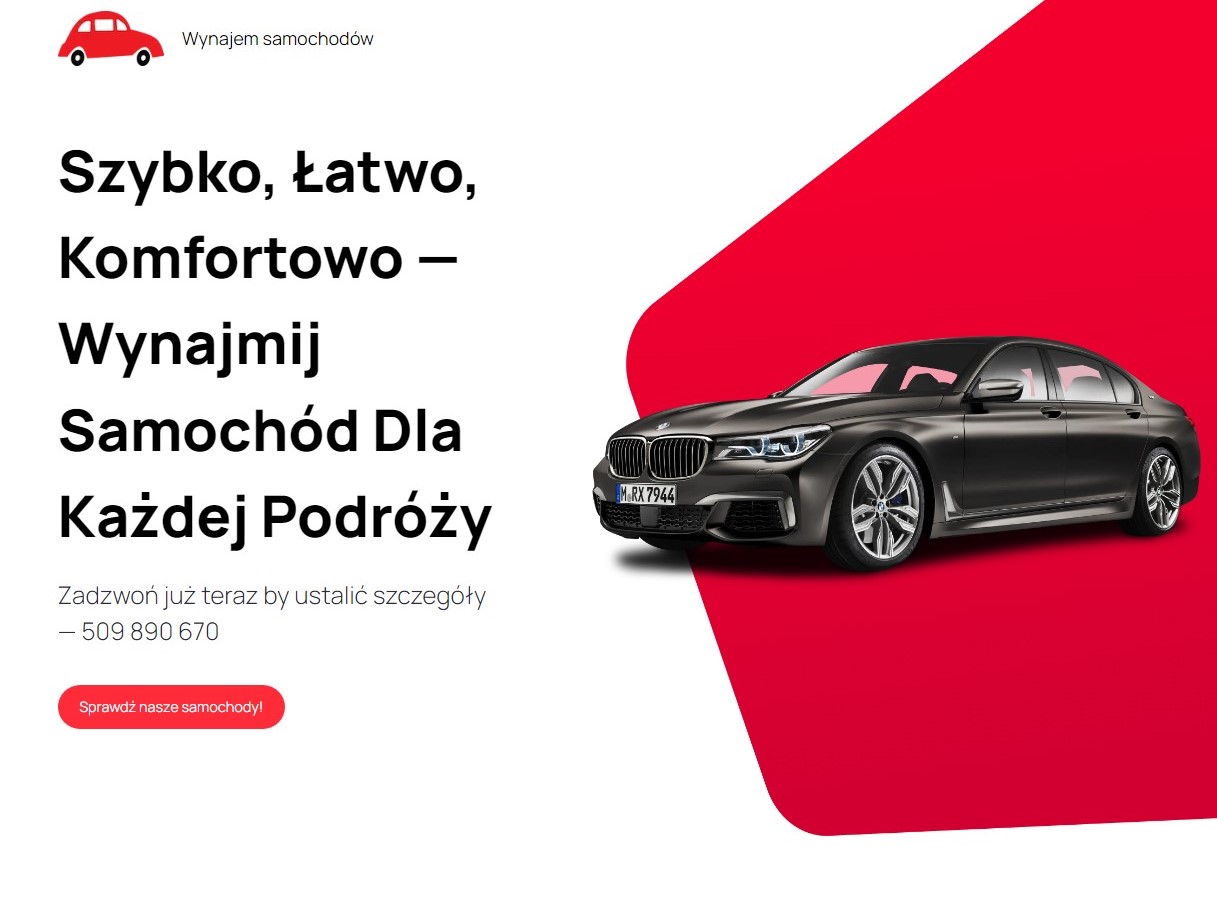 Wynajem samochodów
Szybko, Łatwo,
Komfortowo —
Wynajmij
Samochód Dla
Każdej Podróży
Zadzwoń już teraz by ustalić szczegóły
— 509 890 670
Sprawdź nasze samochody!
M RX 7944